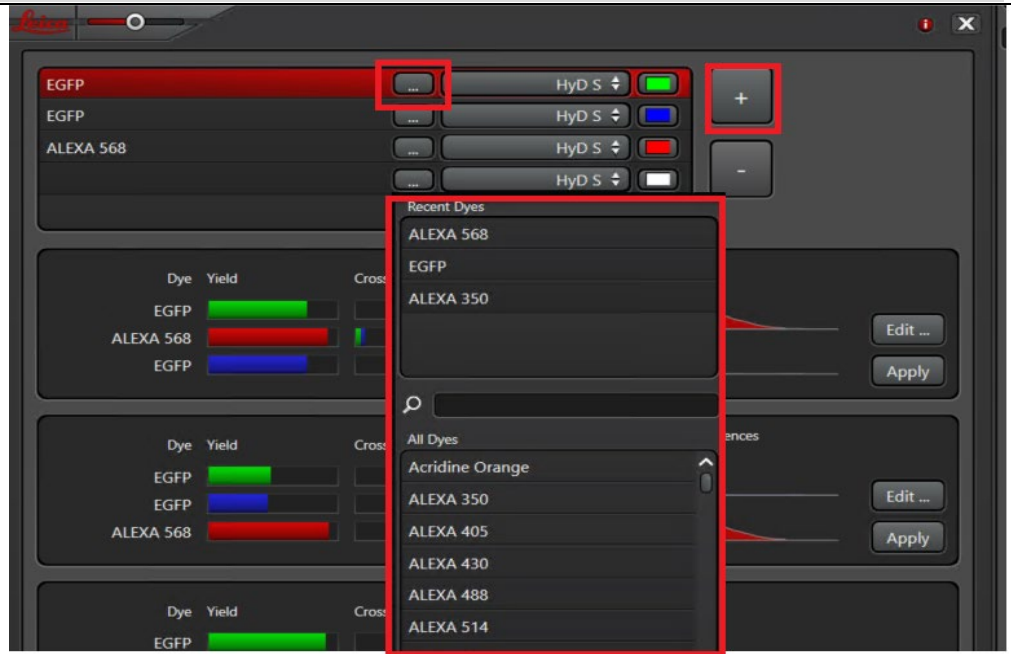 Leica
i X
EGFP ... HyD S +
EGFP ... HyD S
ALEXA 568 ... HyD S -
... HyD S
Recent Dyes
ALEXA 568
EGFP
ALEXA 350
All Dyes
Acridine Orange
ALEXA 350
ALEXA 405
ALEXA 430
ALEXA 488
ALEXA 514
Dye Yield Cross
EGFP
ALEXA 568 Edit ...
EGFP Apply
Dye Yield Cross ences
EGFP
EGFP Edit ...
ALEXA 568 Apply
Dye Yield Cross
EGFP